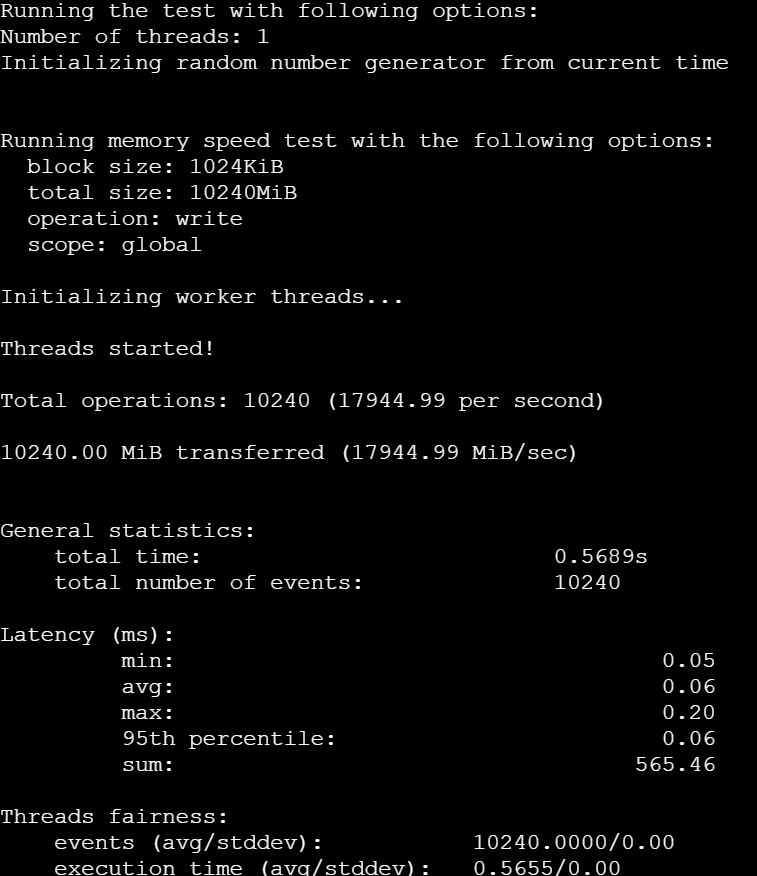 Running the test with following options:
Number of threads: 1
Initializing random number generator from current time
Running memory speed test with the following options:
block size: 1024KiB
total size: 10240MiB
operation: write
scope: global
Initializing worker threads...
Threads started!
Total operations: 10240 (17944.99 per second)
10240.00 MiB transferred (17944.99 MiB/sec)
General statistics:
total time: 0.5689s
total number of events: 10240
Latency (ms):
min: 0.05
avg: 0.06
max: 0.20
95th percentile: 0.06
sum: 565.46
Threads fairness:
events (avg/stddev): 10240.0000/0.00
execution time (avg/stddev): 0.5655/0.00